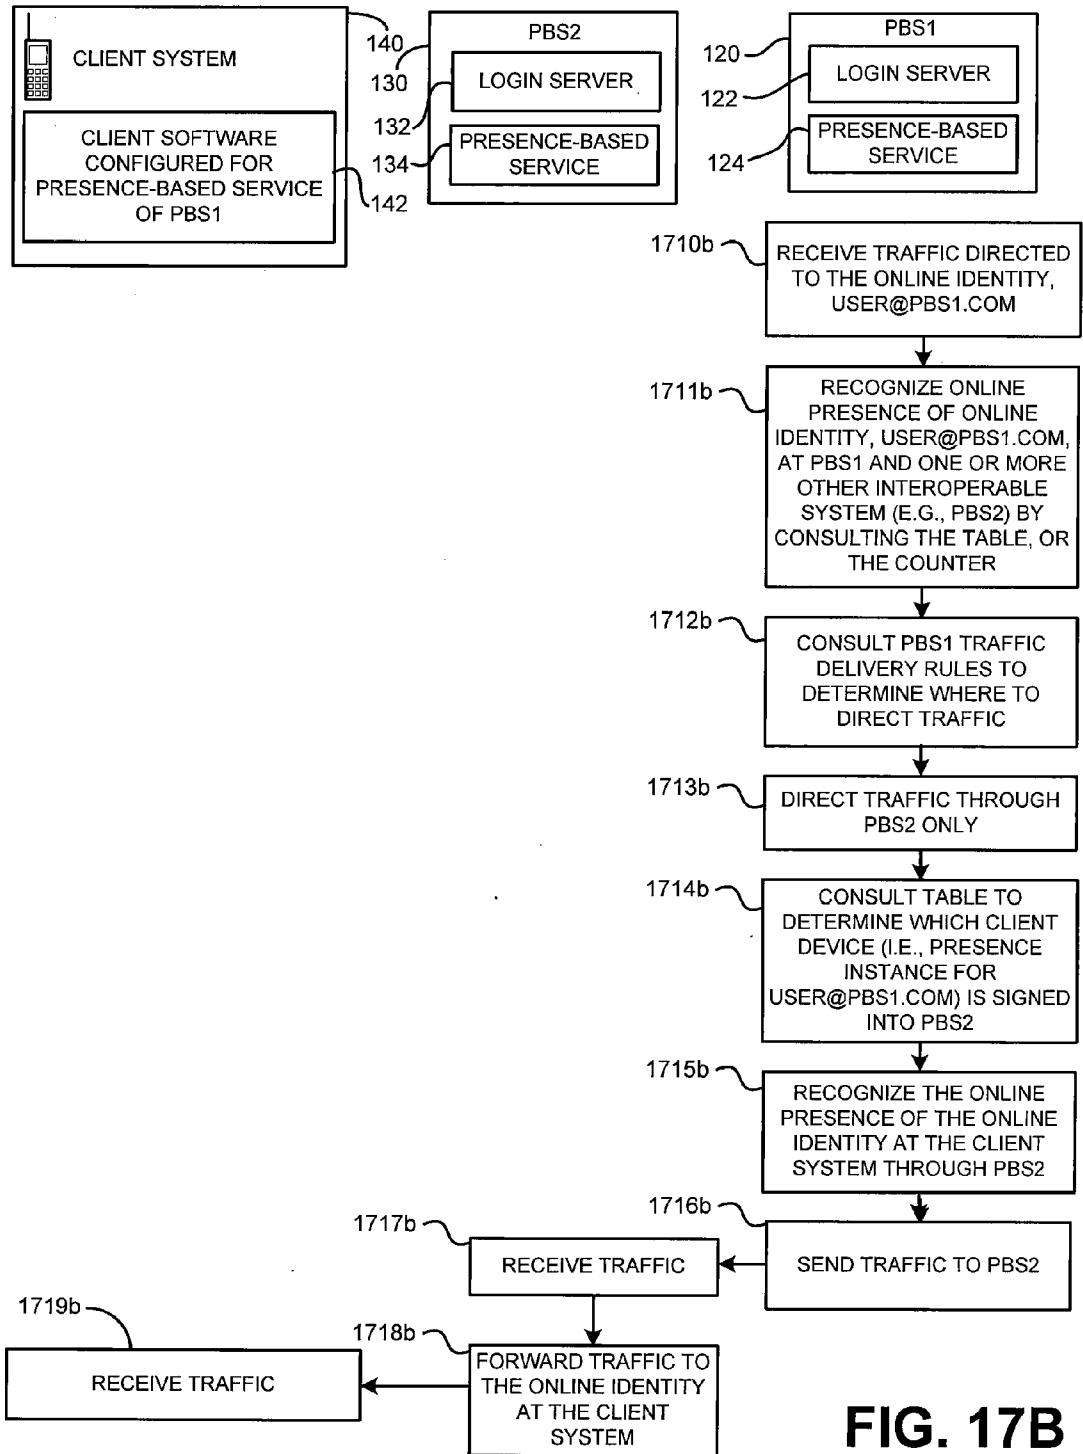 CLIENT SYSTEM
140
CLIENT SOFTWARE
CONFIGURED FOR
PRESENCE-BASED SERVICE
OF PBS1
142
PBS2
130
LOGIN SERVER
132
134
PRESENCE-BASED
SERVICE
PBS1
120
LOGIN SERVER
122
PRESENCE-BASED
SERVICE
124
1710b
RECEIVE TRAFFIC DIRECTED
TO THE ONLINE IDENTITY,
USER@PBS1.COM
1711b
RECOGNIZE ONLINE
PRESENCE OF ONLINE
IDENTITY, USER@PBS1.COM,
AT PBS1 AND ONE OR MORE
OTHER INTEROPERABLE
SYSTEM (E.G., PBS2) BY
CONSULTING THE TABLE, OR
THE COUNTER
1712b
CONSULT PBS1 TRAFFIC
DELIVERY RULES TO
DETERMINE WHERE TO
DIRECT TRAFFIC
1713b
DIRECT TRAFFIC THROUGH
PBS2 ONLY
1714b
CONSULT TABLE TO
DETERMINE WHICH CLIENT
DEVICE (I.E., PRESENCE
INSTANCE FOR
USER@PBS1.COM) IS SIGNED
INTO PBS2
1715b
RECOGNIZE THE ONLINE
PRESENCE OF THE ONLINE
IDENTITY AT THE CLIENT
SYSTEM THROUGH PBS2
1716b
SEND TRAFFIC TO PBS2
1717b
RECEIVE TRAFFIC
1718b
FORWARD TRAFFIC TO
THE ONLINE IDENTITY
AT THE CLIENT
SYSTEM
1719b
RECEIVE TRAFFIC
FIG. 17B